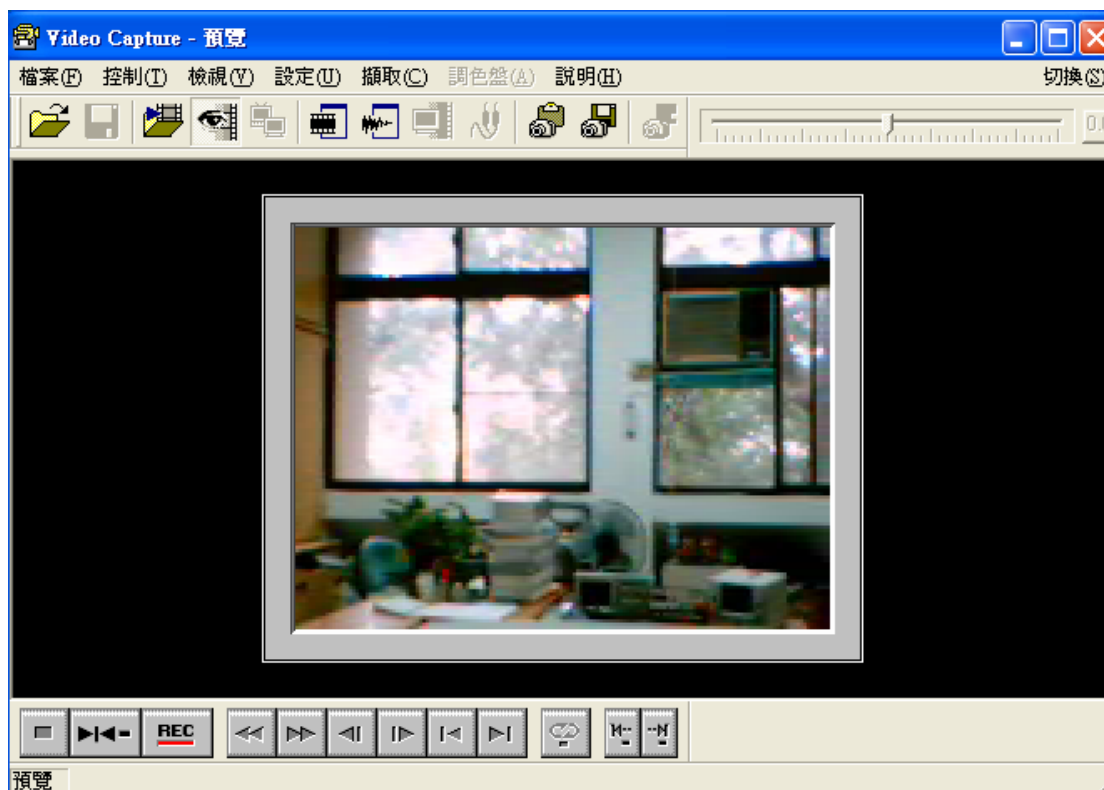 Video Capture - 預覽
檔案(F) 控制(T) 檢視(V) 設定(U) 擷取(C) 調色盤(A) 說明(H) 切換(S)
REC
預覽